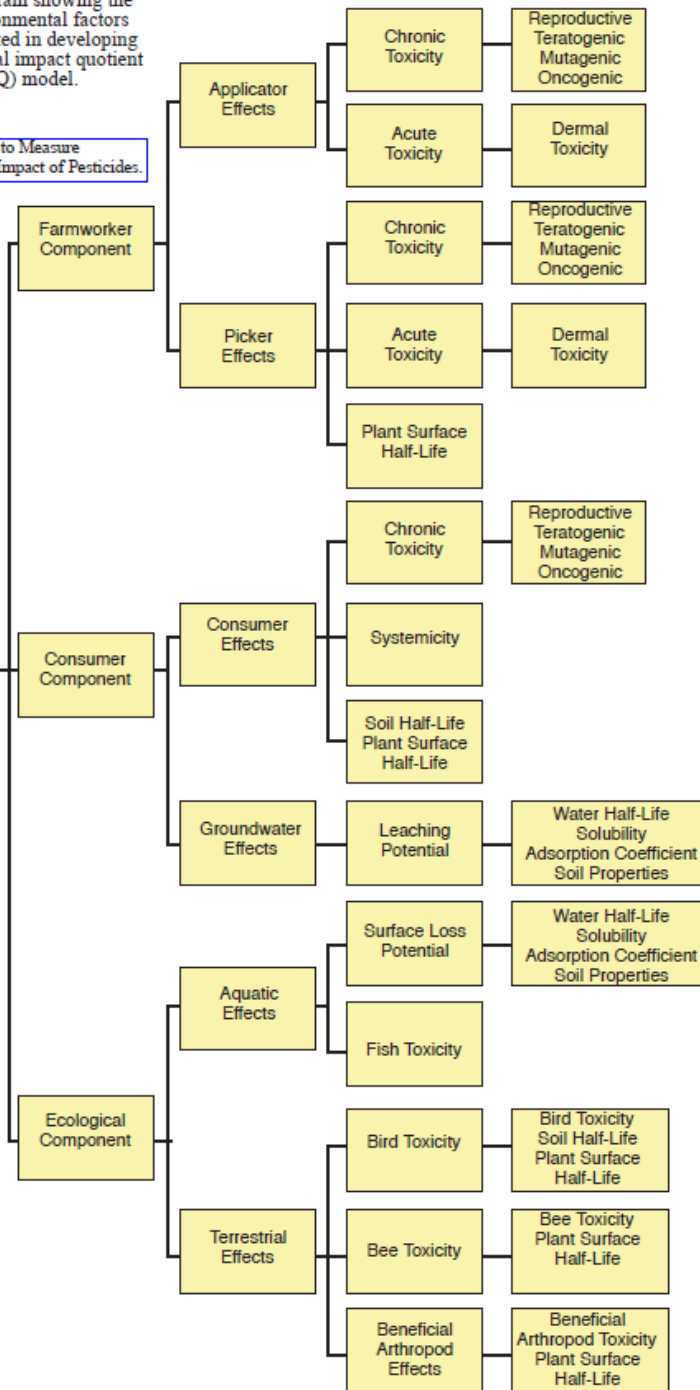 showing the
onmental factors
ted in developing
al impact quotient
Q) model.
to Measure
Impact of Pesticides.
Farmworker
Component
Applicator
Effects
Chronic
Toxicity
Reproductive
Teratogenic
Mutagenic
Oncogenic
Acute
Toxicity
Dermal
Toxicity
Picker
Effects
Chronic
Toxicity
Reproductive
Teratogenic
Mutagenic
Oncogenic
Acute
Toxicity
Dermal
Toxicity
Plant Surface
Half-Life
Consumer
Component
Consumer
Effects
Chronic
Toxicity
Reproductive
Teratogenic
Mutagenic
Oncogenic
Systemicity
Soil Half-Life
Plant Surface
Half-Life
Groundwater
Effects
Leaching
Potential
Water Half-Life
Solubility
Adsorption Coefficient
Soil Properties
Ecological
Component
Aquatic
Effects
Surface Loss
Potential
Water Half-Life
Solubility
Adsorption Coefficient
Soil Properties
Fish Toxicity
Terrestrial
Effects
Bird Toxicity
Bird Toxicity
Soil Half-Life
Plant Surface
Half-Life
Bee Toxicity
Bee Toxicity
Plant Surface
Half-Life
Beneficial
Arthropod
Effects
Beneficial
Arthropod Toxicity
Plant Surface
Half-Life